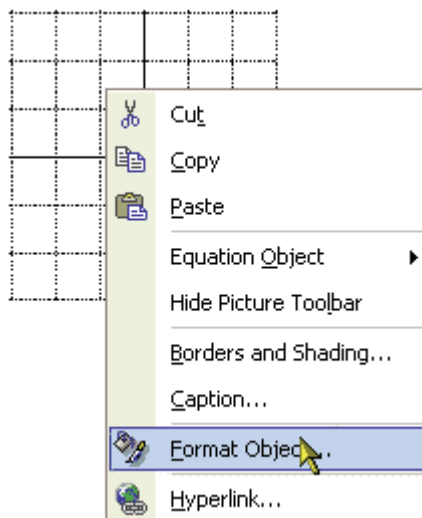 Cut
Copy
Paste
Equation Object
Hide Picture Toolbar
Borders and Shading...
Caption...
Format Object...
Hyperlink...